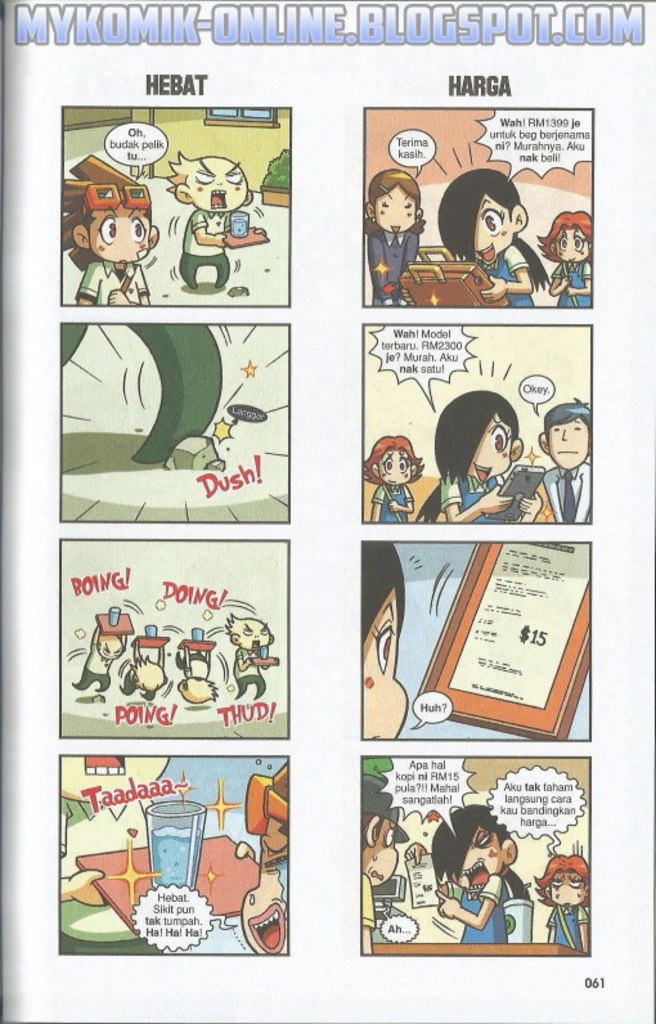 MYKOMIK-ONLINE.BLOGSPOT.COM
HEBAT
Oh,
budak pelik
tu...
Langgar
Dush!
BOING!
DOING!
POING!
THUD!
Taadaaa~
Hebat.
Sikit pun
tak tumpah.
Ha! Ha! Ha!
HARGA
Terima
kasih.
Wah! RM1399 je
untuk beg berjenama
ni? Murahnya. Aku
nak beli!
Wah! Model
terbaru. RM2300
je? Murah. Aku
nak satu!
Okey.
$15
Huh?
Apa hal
kopi ni RM15
pula?!! Mahal
sangatlah!
Aku tak faham
langsung cara
kau bandingkan
harga...
Ah...
061